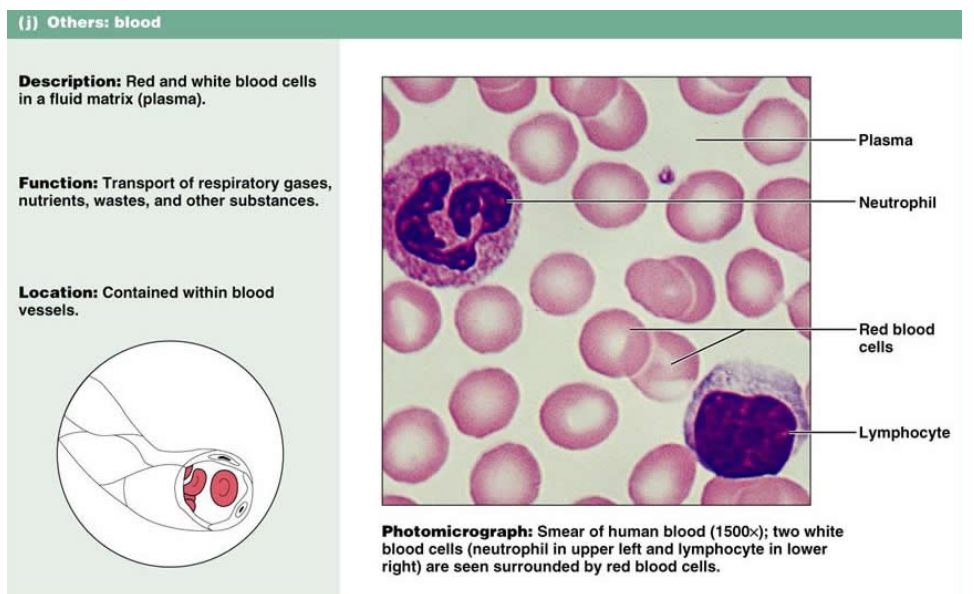 (j) Others: blood
Description: Red and white blood cells
in a fluid matrix (plasma).
Function: Transport of respiratory gases,
nutrients, wastes, and other substances.
Location: Contained within blood
vessels.
Plasma
Neutrophil
Red blood
cells
Lymphocyte
Photomicrograph: Smear of human blood (1500×); two white
blood cells (neutrophil in upper left and lymphocyte in lower
right) are seen surrounded by red blood cells.